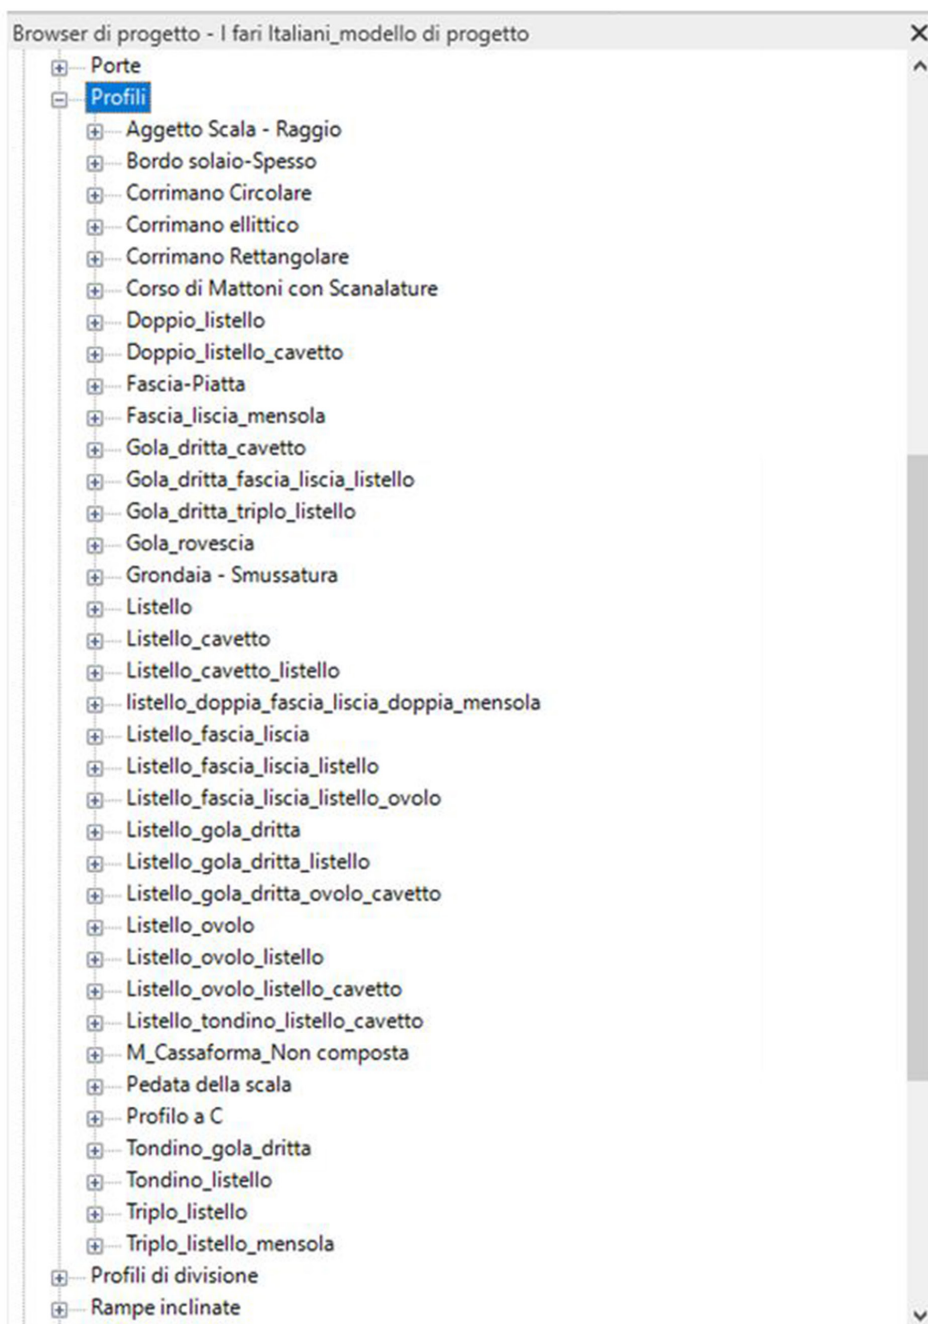 Browser di progetto - I fari Italiani_modello di progetto
Porte
Profili
Aggetto Scala - Raggio
Bordo solaio-Spesso
Corrimano Circolare
Corrimano ellittico
Corrimano Rettangolare
Corso di Mattoni con Scanalature
Doppio_listello
Doppio_listello_cavetto
Fascia-Piatta
Fascia_liscia_mensola
Gola_dritta_cavetto
Gola_dritta_fascia_liscia_listello
Gola_dritta_triplo_listello
Gola_rovescia
Grondaia - Smussatura
Listello
Listello_cavetto
Listello_cavetto_listello
listello_doppia_fascia_liscia_doppia_mensola
Listello_fascia_liscia
Listello_fascia_liscia_listello
Listello_fascia_liscia_listello_ovolo
Listello_gola_dritta
Listello_gola_dritta_listello
Listello_gola_dritta_ovolo_cavetto
Listello_ovolo
Listello_ovolo_listello
Listello_ovolo_listello_cavetto
Listello_tondino_listello_cavetto
M_Cassaforma_Non composta
Pedata della scala
Profilo a C
Tondino_gola_dritta
Tondino_listello
Triplo_listello
Triplo_listello_mensola
Profili di divisione
Rampe inclinate